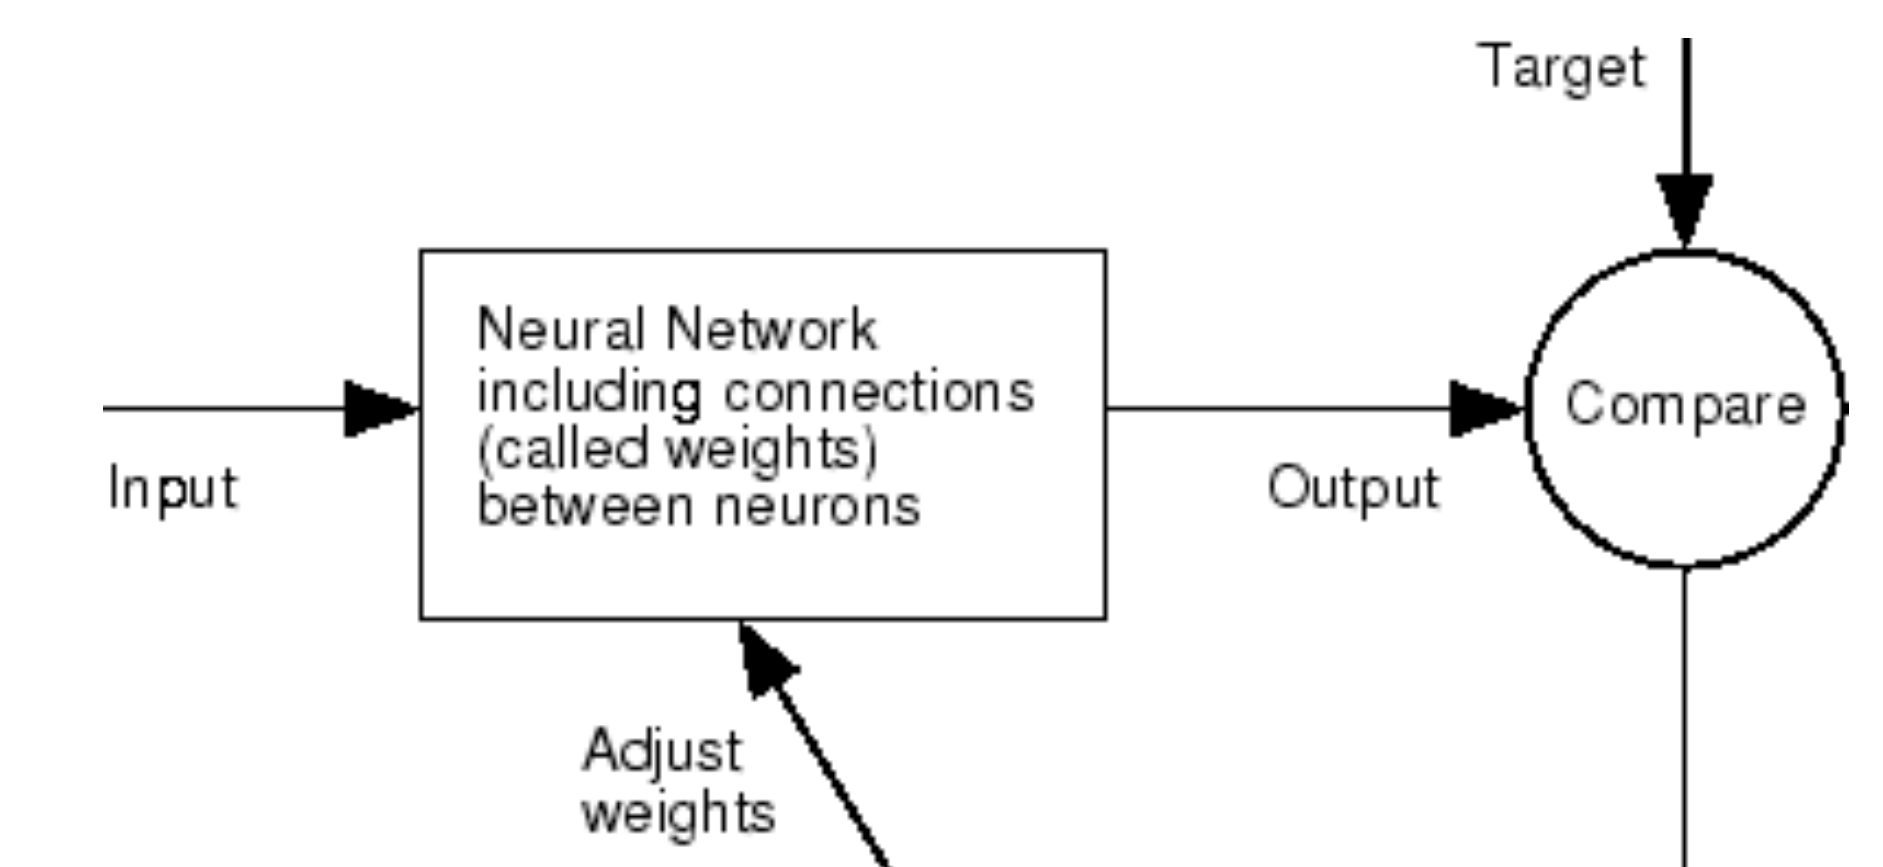 Target
Neural Network
including connections
(called weights)
between neurons
Compare
Input
Output
Adjust
weights